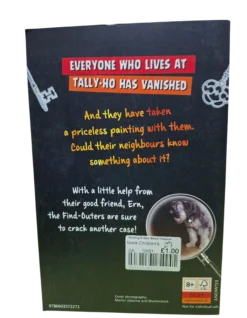 EVERYONE WHO LIVES AT
TALLY-HO HAS VANISHED
And they have taken
a priceless painting with them.
Could their neighbours know
something about it?
With a little help from
their good friend, Ern,
the Find-Outers are sure
to crack another case!
£1.00
8+